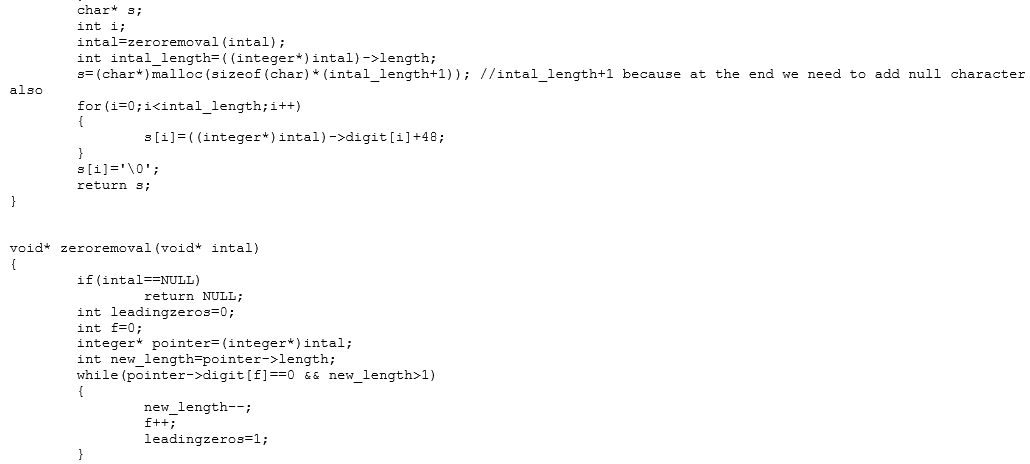 char* s;
int i;
intal=zeroremoval(intal);
int intal_length=((integer*)intal)->length;
s=(char*)malloc(sizeof(char)*(intal_length+1)); //intal_length+1 because at the end we need to add null character
also
for(i=0;i<intal_length;i++)
{
s[i]=((integer*)intal)->digit[i]+48;
}
s[i]='\0';
return s;
}
void* zeroremoval(void* intal)
{
if(intal==NULL)
return NULL;
int leadingzeros=0;
int f=0;
integer* pointer=(integer*)intal;
int new_length=pointer->length;
while(pointer->digit[f]==0 && new_length>1)
{
new_length--;
f++;
leadingzeros=1;
}